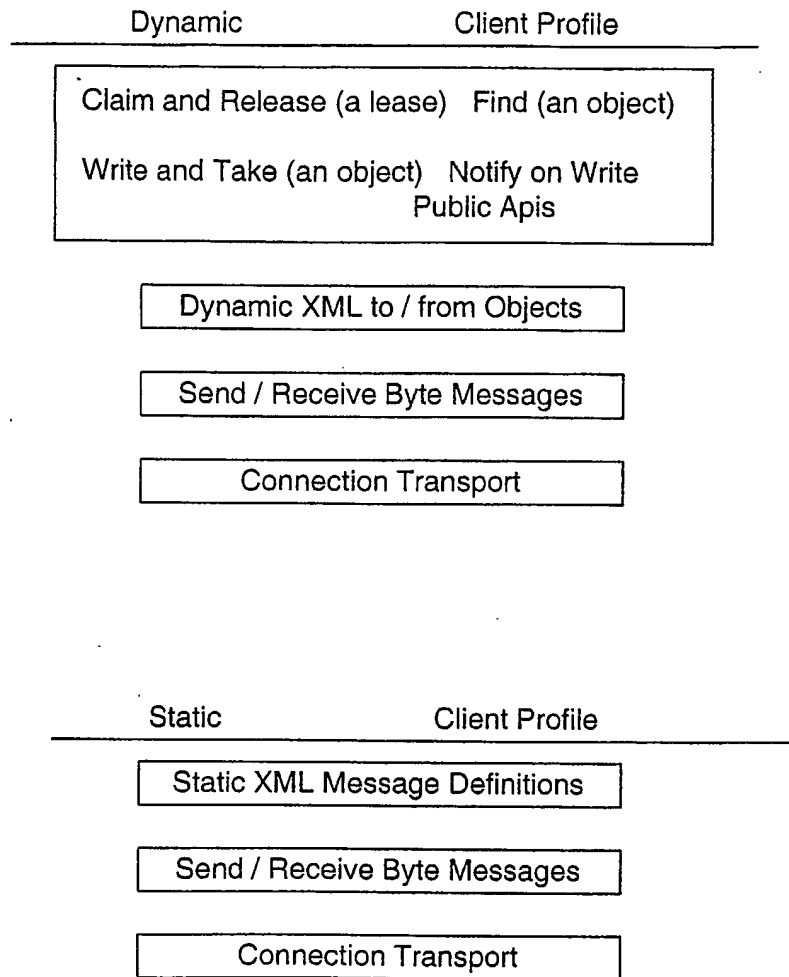 Dynamic Client Profile
Claim and Release (a lease) Find (an object)
Write and Take (an object) Notify on Write
Public Apis
Dynamic XML to / from Objects
Send / Receive Byte Messages
Connection Transport
Static Client Profile
Static XML Message Definitions
Send / Receive Byte Messages
Connection Transport